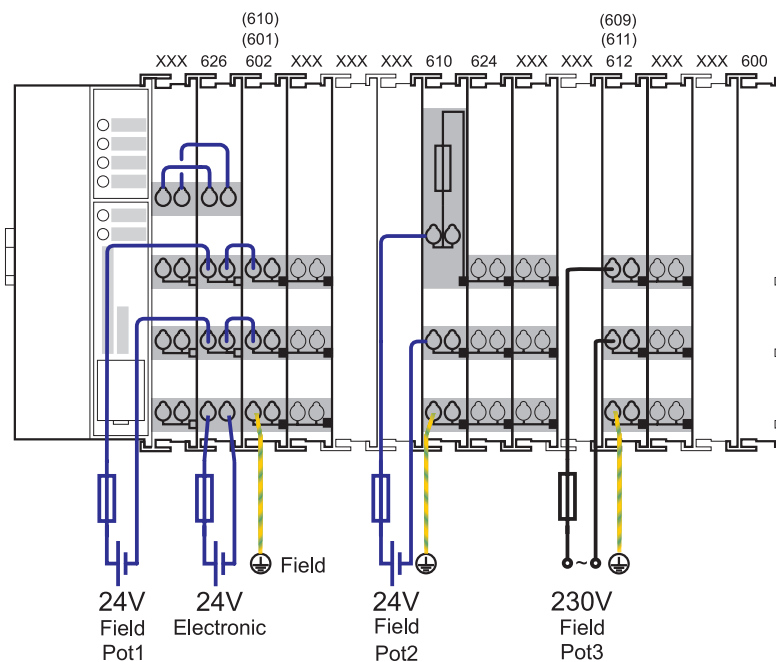 (610) (609)
(601) (611)
XXX 626 602 XXX XXX XXX 610 624 XXX XXX 612 XXX XXX 600
~
Field
24V 24V 24V 230V
Field Electronic Field Field
Pot1 Pot2 Pot3